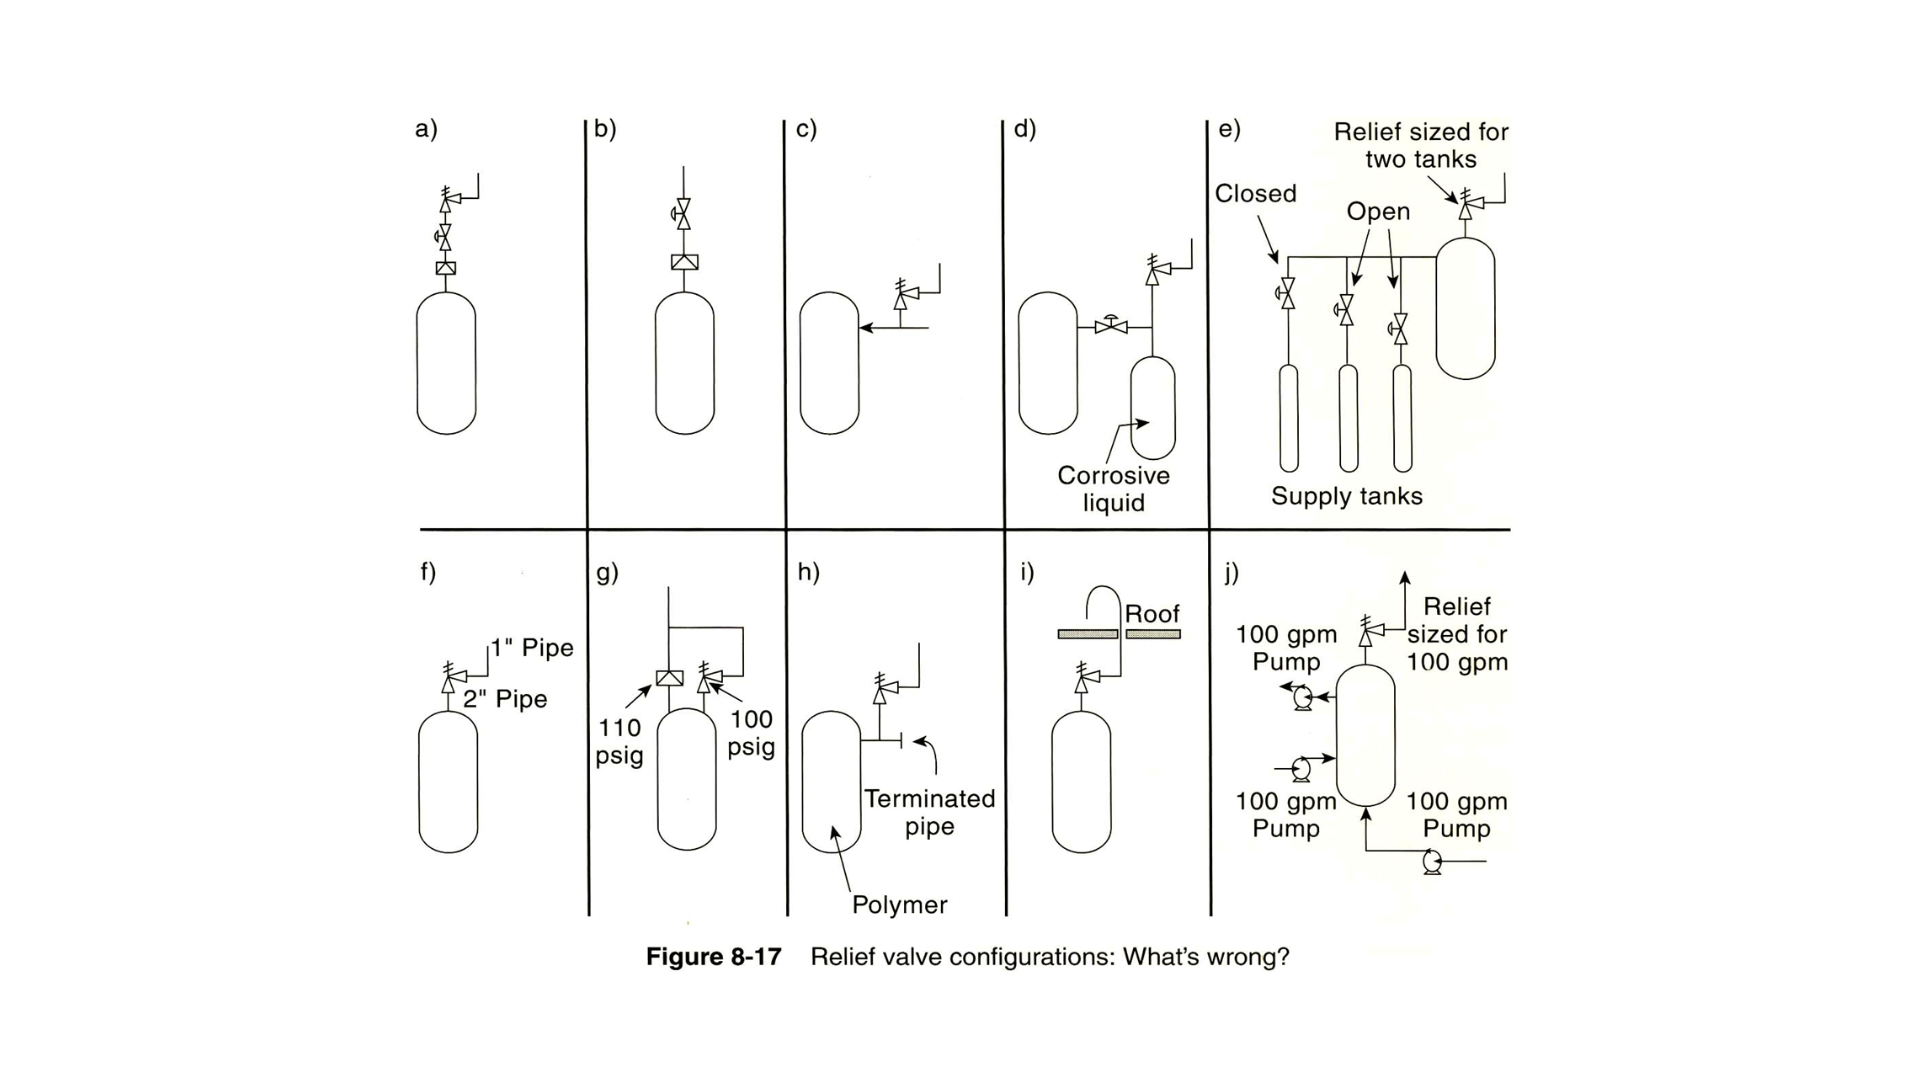 a)
b)
c)
d)
e)
Relief sized for
two tanks
Closed
Open
Corrosive
liquid
Supply tanks
f)
1" Pipe
2" Pipe
g)
110
psig
100
psig
h)
Terminated
pipe
Polymer
i)
Roof
j)
100 gpm
Pump
Relief
sized for
100 gpm
100 gpm
Pump
100 gpm
Pump
Figure 8-17 Relief valve configurations: What's wrong?